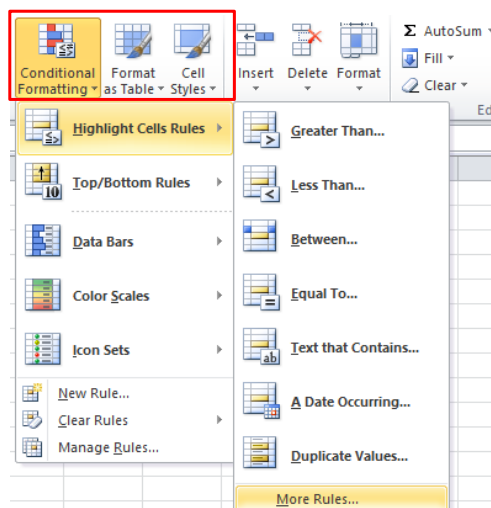 Conditional Formatting
Format as Table
Cell Styles
Insert
Delete
Format
Σ AutoSum
Fill
Clear
Ed
Highlight Cells Rules
Top/Bottom Rules
Data Bars
Color Scales
Icon Sets
New Rule...
Clear Rules
Manage Rules...
Greater Than...
Less Than...
Between...
Equal To...
Text that Contains...
A Date Occurring...
Duplicate Values...
More Rules...
10
ab